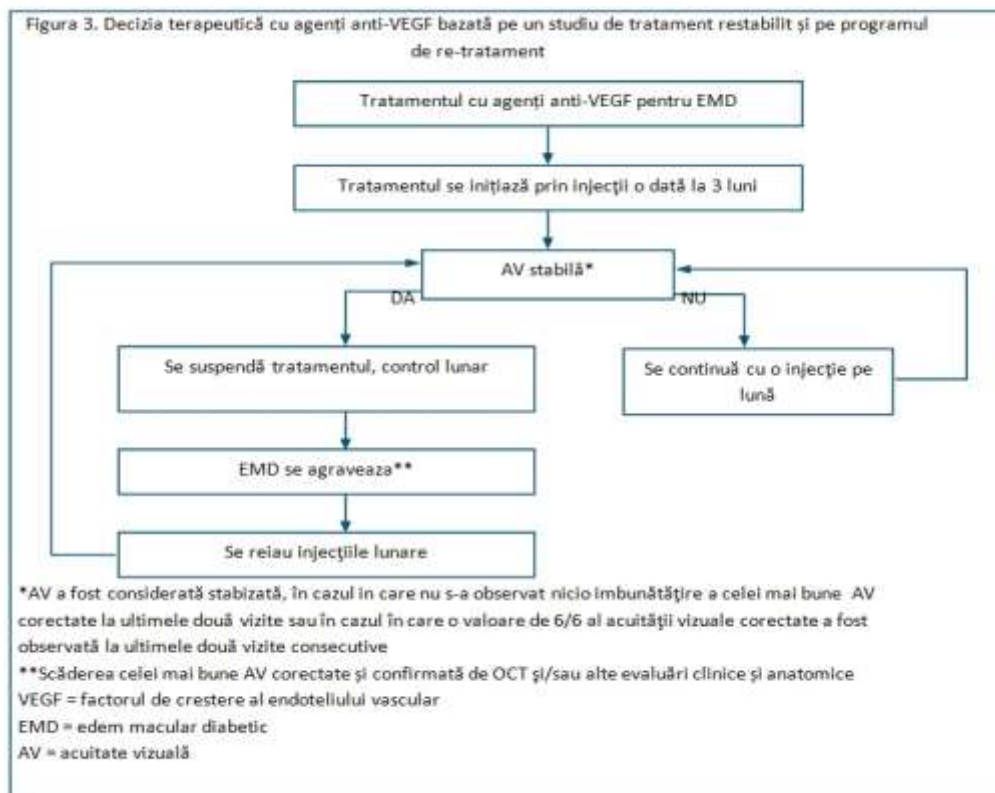 Figura 3. Decizia terapeutică cu agenți anti-VEGF bazată pe un studiu de tratament restabilit și pe programul
de re-tratament
Tratamentul cu agenți anti-VEGF pentru EMD
Tratamentul se inițiază prin injecții o dată la 3 luni
AV stabilă*
DA
NU
Se suspendă tratamentul, control lunar
Se continuă cu o injecție pe
lună
EMD se agraveaza**
Se reiau injecțiile lunare
*AV a fost considerată stabizată, în cazul in care nu s-a observat nicio imbunătățire a celei mai bune AV
corectate la ultimele două vizite sau în cazul în care o valoare de 6/6 al acuității vizuale corectate a fost
observată la ultimele două vizite consecutive
**Scăderea celei mai bune AV corectate și confirmată de OCT și/sau alte evaluări clinice și anatomice
VEGF = factorul de crestere al endoteliului vascular
EMD = edem macular diabetic
AV = acuitate vizuală